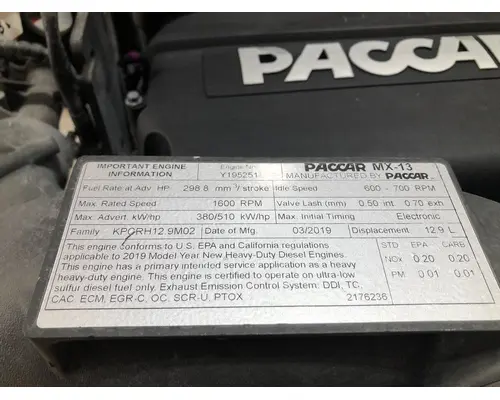 PACCAR
IMPORTANT ENGINE INFORMATION
Engine No. Y195251
PACCAR MX-13
MANUFACTURED BY PACCAR INC
Fuel Rate at Adv. HP 298.8 mm³/stroke Idle Speed 600 - 700 RPM
Max. Rated Speed 1600 RPM Valve Lash (mm) 0.50 int. 0.70 exh.
Max. Advert. kW/hp 380/510 kW/hp Max. Initial Timing Electronic
Family KPCRH12.9M02 Date of Mfg. 03/2019 Displacement 12.9 L
This engine conforms to U.S. EPA and California regulations
applicable to 2019 Model Year New Heavy-Duty Diesel Engines.
This engine has a primary intended service application as a heavy
heavy-duty engine. This engine is certified to operate on ultra-low
sulfur diesel fuel only. Exhaust Emission Control System: DDI, TC,
CAC, ECM, EGR-C, OC, SCR-U, PTOX 2176236
STD EPA CARB
NOx 0.20 0.20
PM 0.01 0.01